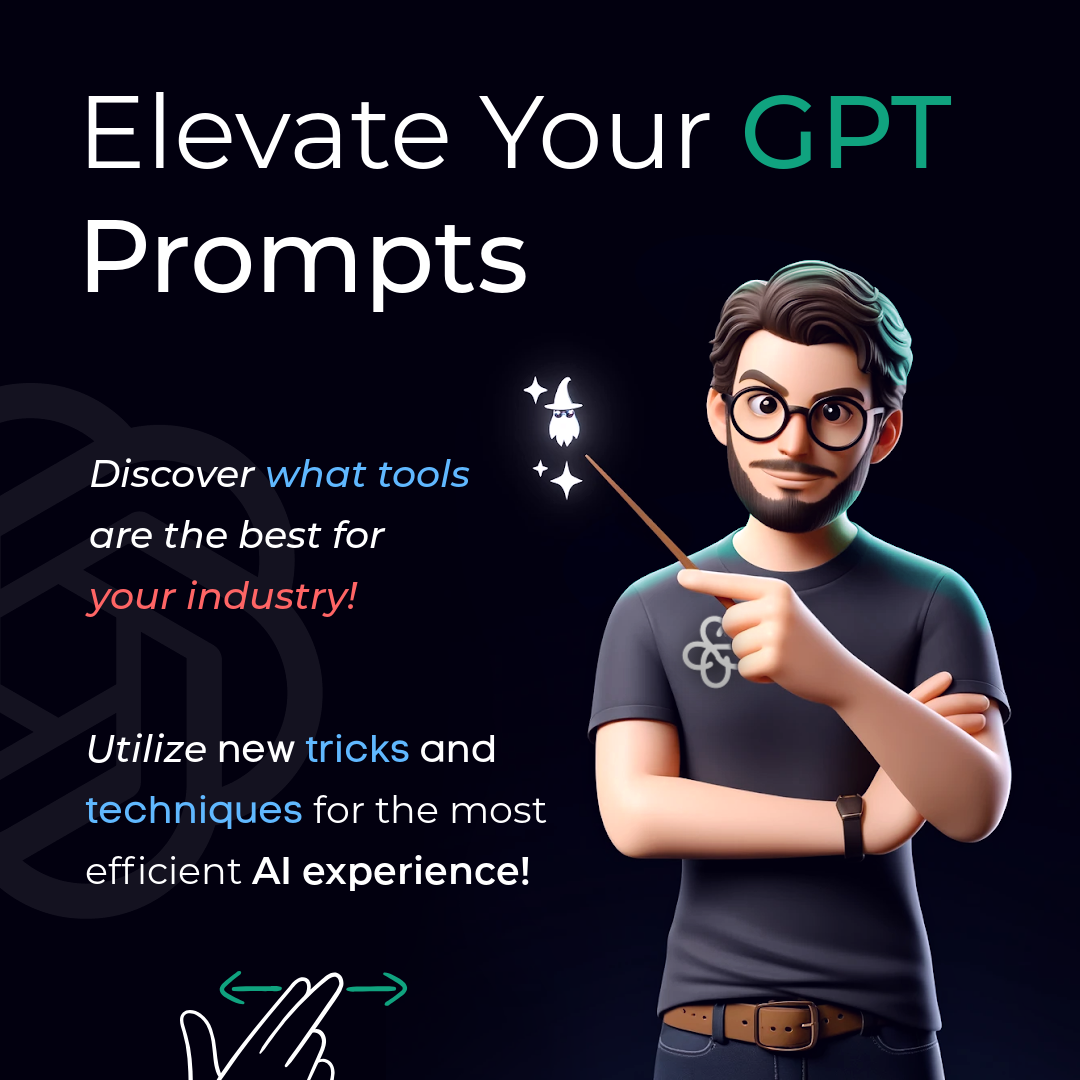 Elevate Your GPT
Prompts
Discover what tools
are the best for
your industry!
Utilize new tricks and
techniques for the most
efficient AI experience!